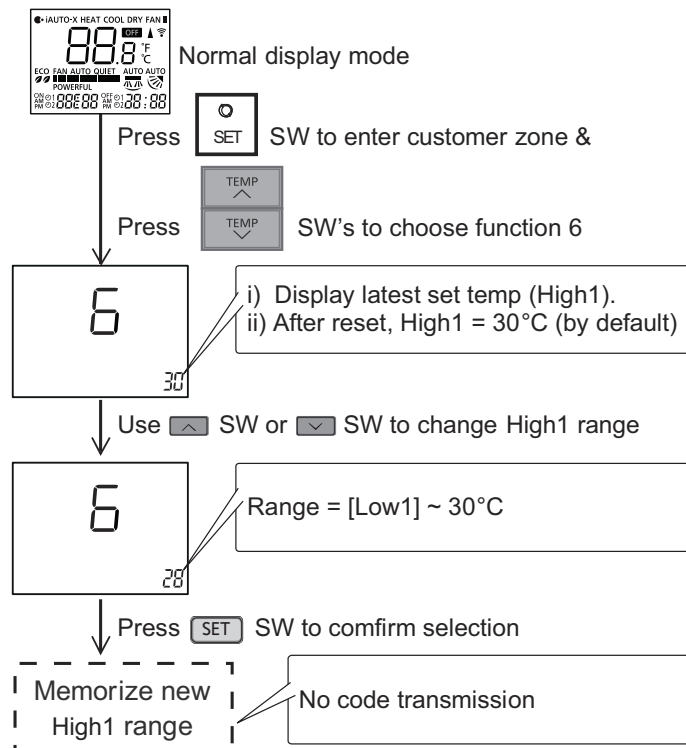 iAUTO-X HEAT COOL DRY FAN
88.8 OFF °F
°C
ECO FAN AUTO QUIET AUTO AUTO
POWERFUL
ON AM PM 1 2 88:88 OFF AM PM 1 2 88:88
Normal display mode
Press SET SW to enter customer zone &
TEMP
Press TEMP SW's to choose function 6
6
30
i) Display latest set temp (High1).
ii) After reset, High1 = 30°C (by default)
Use SW or SW to change High1 range
6
28
Range = [Low1] ~ 30°C
Press SET SW to comfirm selection
Memorize new
High1 range
No code transmission